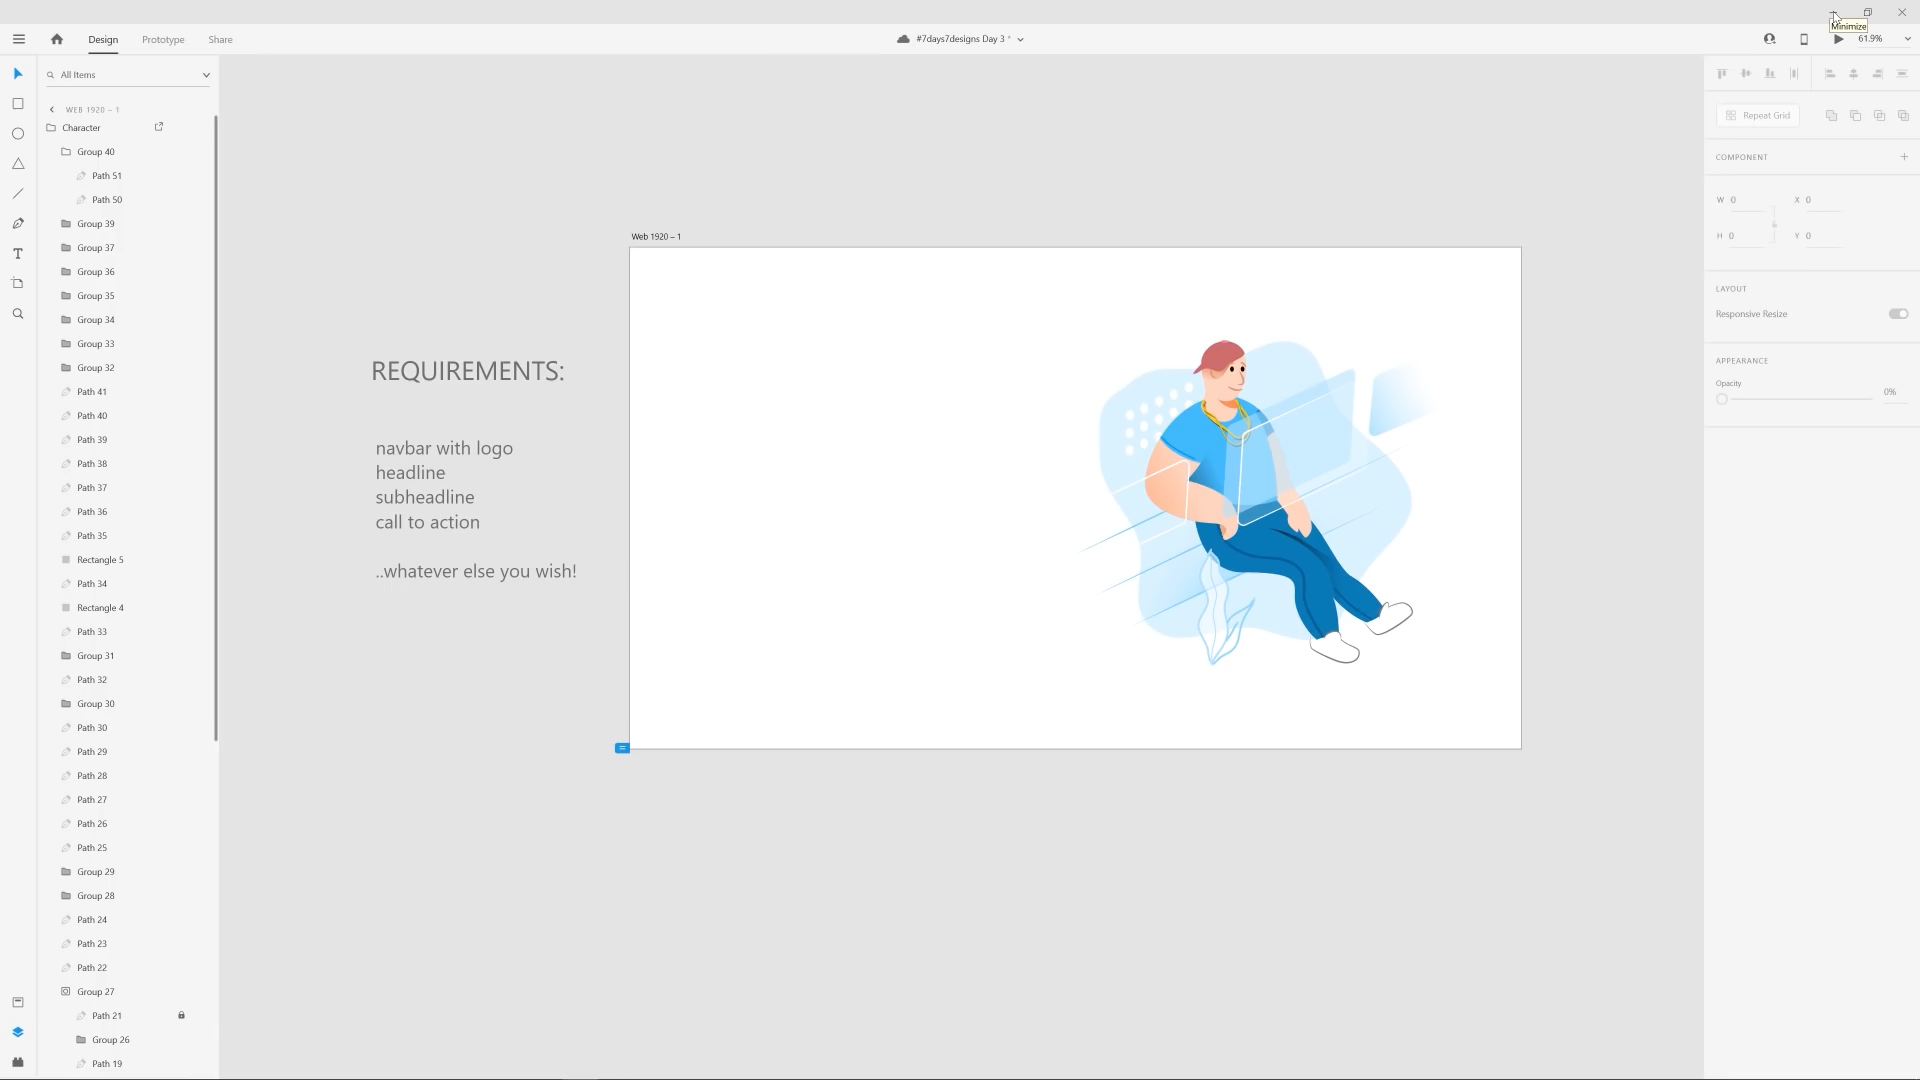 Minimize
Design
Prototype
Share
#7days7designs Day 3 *
61.9%
All Items
WEB 1920 – 1
Character
Group 40
Path 51
Path 50
Group 39
Group 37
Group 36
Group 35
Group 34
Group 33
Group 32
Path 41
Path 40
Path 39
Path 38
Path 37
Path 36
Path 35
Rectangle 5
Path 34
Rectangle 4
Path 33
Group 31
Path 32
Group 30
Path 30
Path 29
Path 28
Path 27
Path 26
Path 25
Group 29
Group 28
Path 24
Path 23
Path 22
Group 27
Path 21
Group 26
Path 19
REQUIREMENTS:
navbar with logo
headline
subheadline
call to action
..whatever else you wish!
Web 1920 – 1
Repeat Grid
COMPONENT
W 0
X 0
H 0
Y 0
LAYOUT
Responsive Resize
APPEARANCE
Opacity
0%